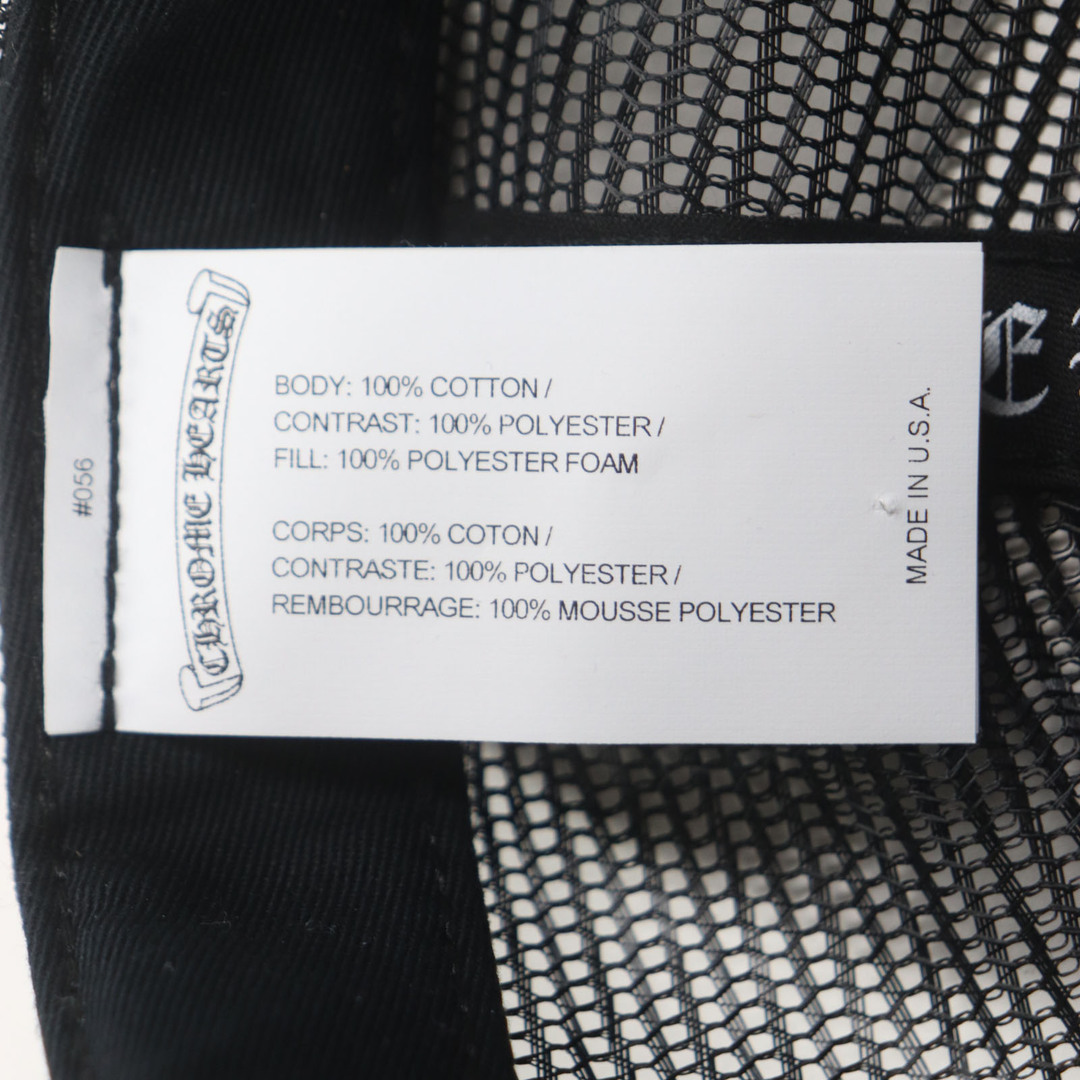 #056
CHROME HEARTS
BODY: 100% COTTON /
CONTRAST: 100% POLYESTER /
FILL: 100% POLYESTER FOAM
CORPS: 100% COTON /
CONTRASTE: 100% POLYESTER /
REMBOURRAGE: 100% MOUSSE POLYESTER
MADE IN U.S.A.